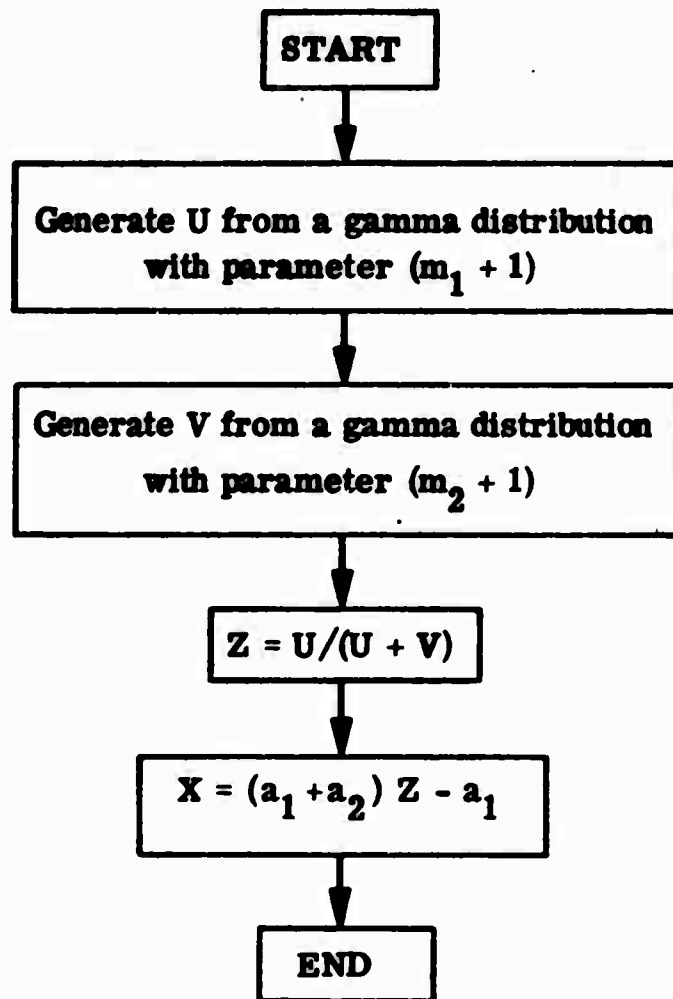 START
Generate U from a gamma distribution
with parameter (m₁ + 1)
Generate V from a gamma distribution
with parameter (m₂ + 1)
Z = U/(U + V)
X = (a₁ +a₂) Z - a₁
END